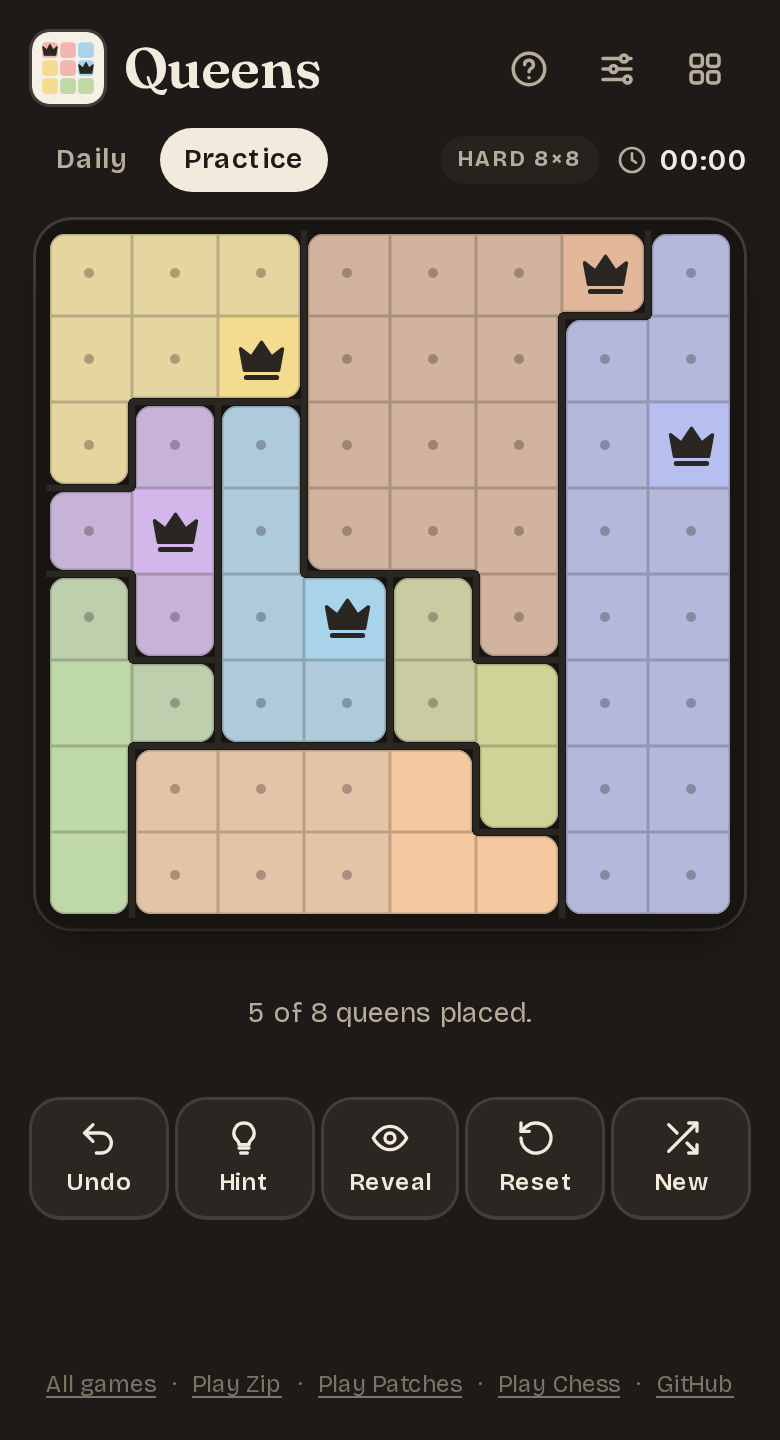 Queens
Daily
Practice
HARD 8×8
00:00
5 of 8 queens placed.
Undo
Hint
Reveal
Reset
New
All games · Play Zip · Play Patches · Play Chess · GitHub